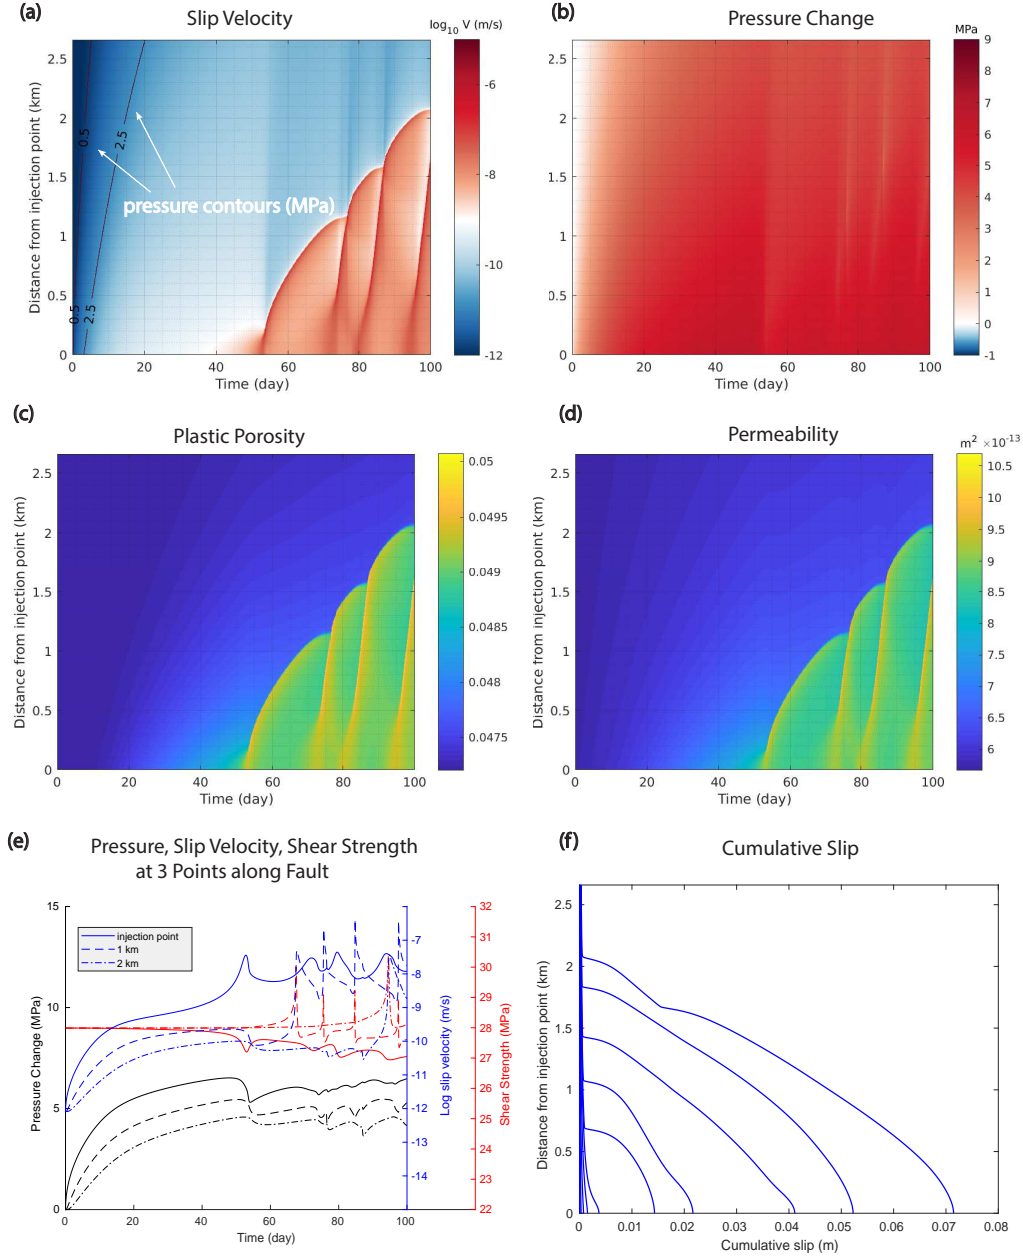 (a)
Slip Velocity
log10 V (m/s)
2.5
2
1.5
1
0.5
0
Distance from injection point (km)
0.5
2.5
0.5
2.5
pressure contours (MPa)
0 20 40 60 80 100
Time (day)
-6
-8
-10
-12
(b)
Pressure Change
MPa
2.5
2
1.5
1
0.5
0
Distance from injection point (km)
0 20 40 60 80 100
Time (day)
9
8
7
6
5
4
3
2
1
-0
-1
(c)
Plastic Porosity
2.5
2
1.5
1
0.5
0
Distance from injection point (km)
0 20 40 60 80 100
Time (day)
0.05
0.0495
0.049
0.0485
0.048
0.0475
(d)
Permeability
m² ×10⁻¹³
2.5
2
1.5
1
0.5
0
Distance from injection point (km)
0 20 40 60 80 100
Time (day)
10.5
10
9.5
9
8.5
8
7.5
7
6.5
6
(e)
Pressure, Slip Velocity, Shear Strength
at 3 Points along Fault
injection point
1 km
2 km
15
10
5
0
Pressure Change (MPa)
0 20 40 60 80 100
Time (day)
-7
-8
-9
-10
-11
-12
-13
-14
Log slip velocity (m/s)
32
31
30
29
28
27
26
25
24
23
22
Shear Strength (MPa)
(f)
Cumulative Slip
2.5
2
1.5
1
0.5
0
Distance from injection point (km)
0 0.01 0.02 0.03 0.04 0.05 0.06 0.07 0.08
Cumulative slip (m)